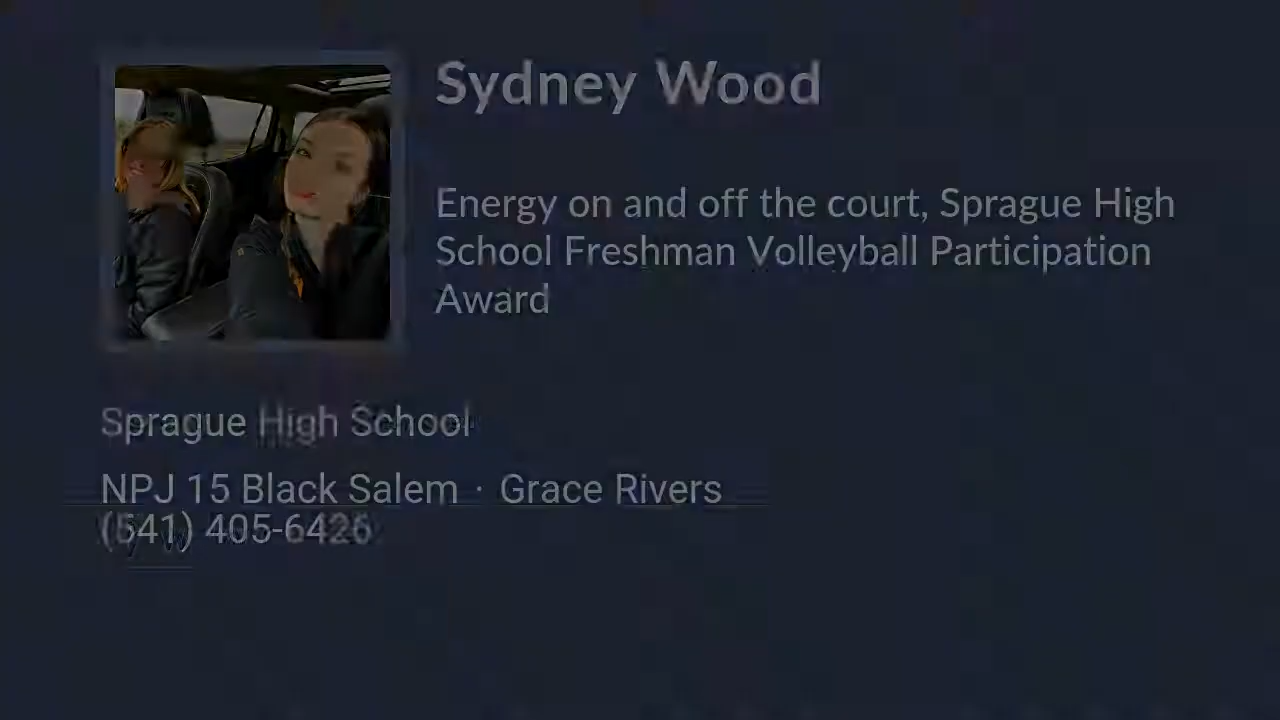 Sydney Wood
Energy on and off the court, Sprague High
School Freshman Volleyball Participation
Award
Sprague High School
NPJ 15 Black Salem · Grace Rivers
(541) 405-6426